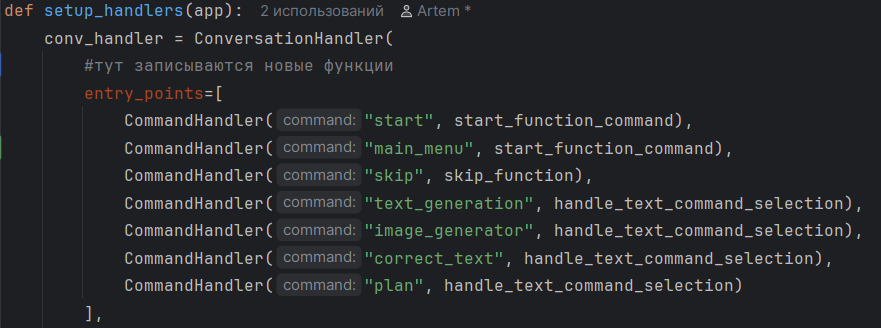 def setup_handlers(app): 2 использований Artem *
conv_handler = ConversationHandler(
#тут записываются новые функции
entry_points=[
CommandHandler( command: "start", start_function_command),
CommandHandler( command: "main_menu", start_function_command),
CommandHandler( command: "skip", skip_function),
CommandHandler( command: "text_generation", handle_text_command_selection),
CommandHandler( command: "image_generator", handle_text_command_selection),
CommandHandler( command: "correct_text", handle_text_command_selection),
CommandHandler( command: "plan", handle_text_command_selection)
],